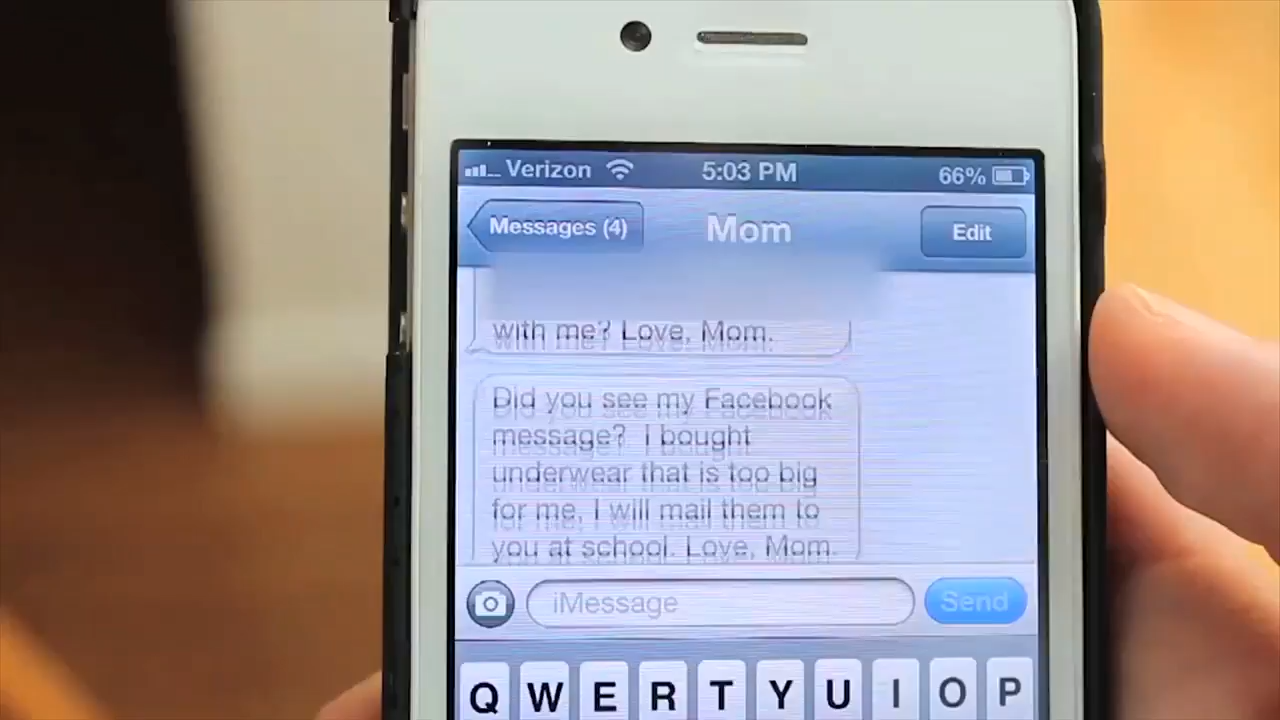 Verizon 5:03 PM 66%
Messages (4) Mom Edit
with me? Love, Mom.
Did you see my Facebook
message? I bought
underwear that is too big
for me, I will mail them to
you at school. Love, Mom.
iMessage Send
Q W E R T Y U I O P